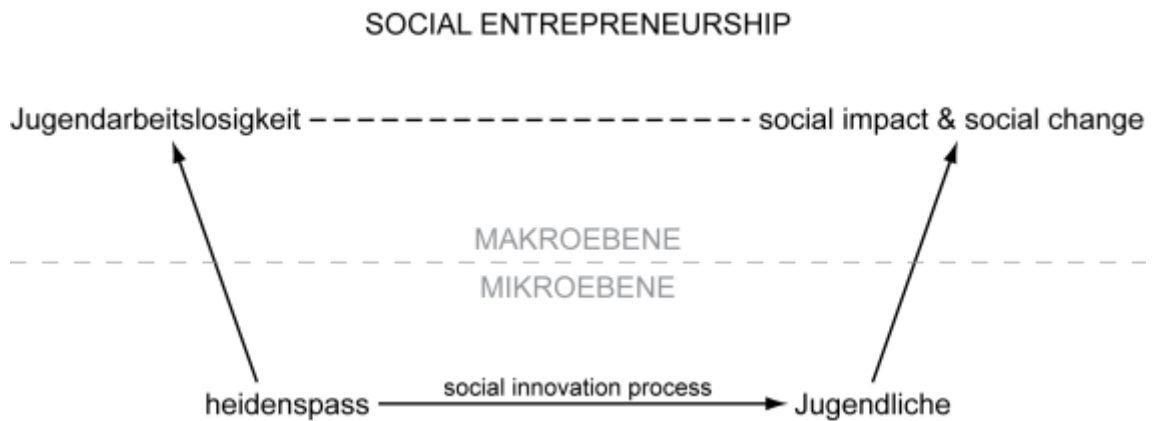 SOCIAL ENTREPRENEURSHIP
Jugendarbeitslosigkeit social impact & social change
MAKROEBENE
MIKROEBENE
social innovation process
heidenspass Jugendliche